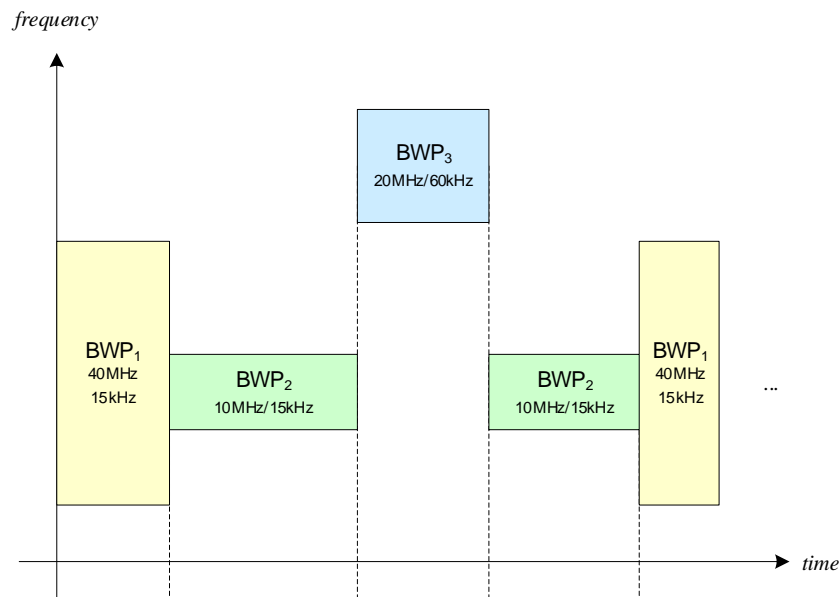 frequency
BWP₃
20MHz/60kHz
BWP₁
40MHz
15kHz
BWP₂
10MHz/15kHz
BWP₂
10MHz/15kHz
BWP₁
40MHz
15kHz
...
time